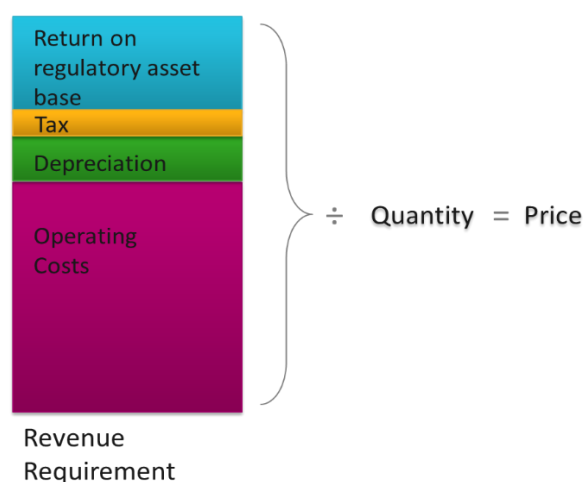 Return on
regulatory asset
base
Tax
Depreciation
Operating
Costs
÷ Quantity = Price
Revenue
Requirement